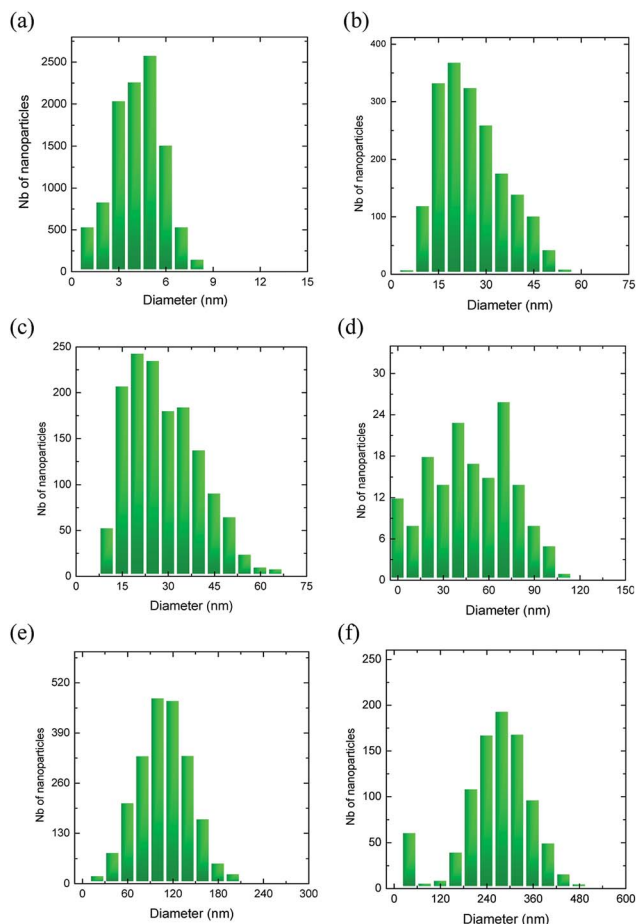 (a)
(b)
2500
2000
1500
1000
500
0
Nb of nanoparticles
3 6 9 12 15
Diameter (nm)
400
300
200
100
0
Nb of nanoparticles
0 15 30 45 60 75
Diameter (nm)
(c)
(d)
250
200
150
100
50
0
Nb of nanoparticles
15 30 45 60 75
Diameter (nm)
33
30
24
18
12
6
0
Nb of nanoparticles
0 30 60 90 120 150
Diameter (nm)
(e)
(f)
520
390
260
130
0
Nb of nanoparticles
0 60 120 180 240 300
Diameter (nm)
250
200
150
100
50
0
Nb of nanoparticles
0 120 240 360 480 600
Diameter (nm)